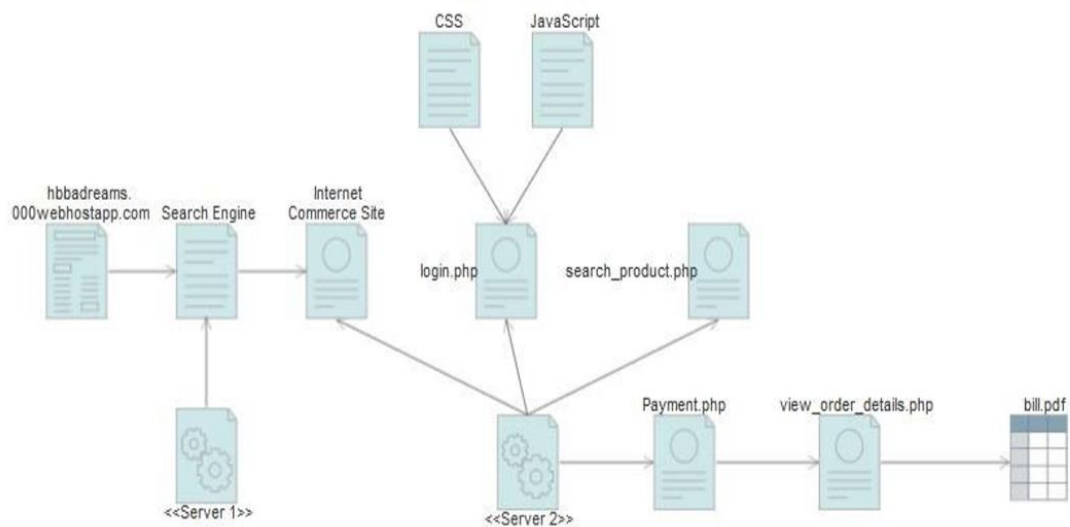 CSS
JavaScript
hbbadreams.
000webhostapp.com
Search Engine
Internet
Commerce Site
login.php
search_product.php
Payment.php
view_order_details.php
bill.pdf
<<Server 1>>
<<Server 2>>